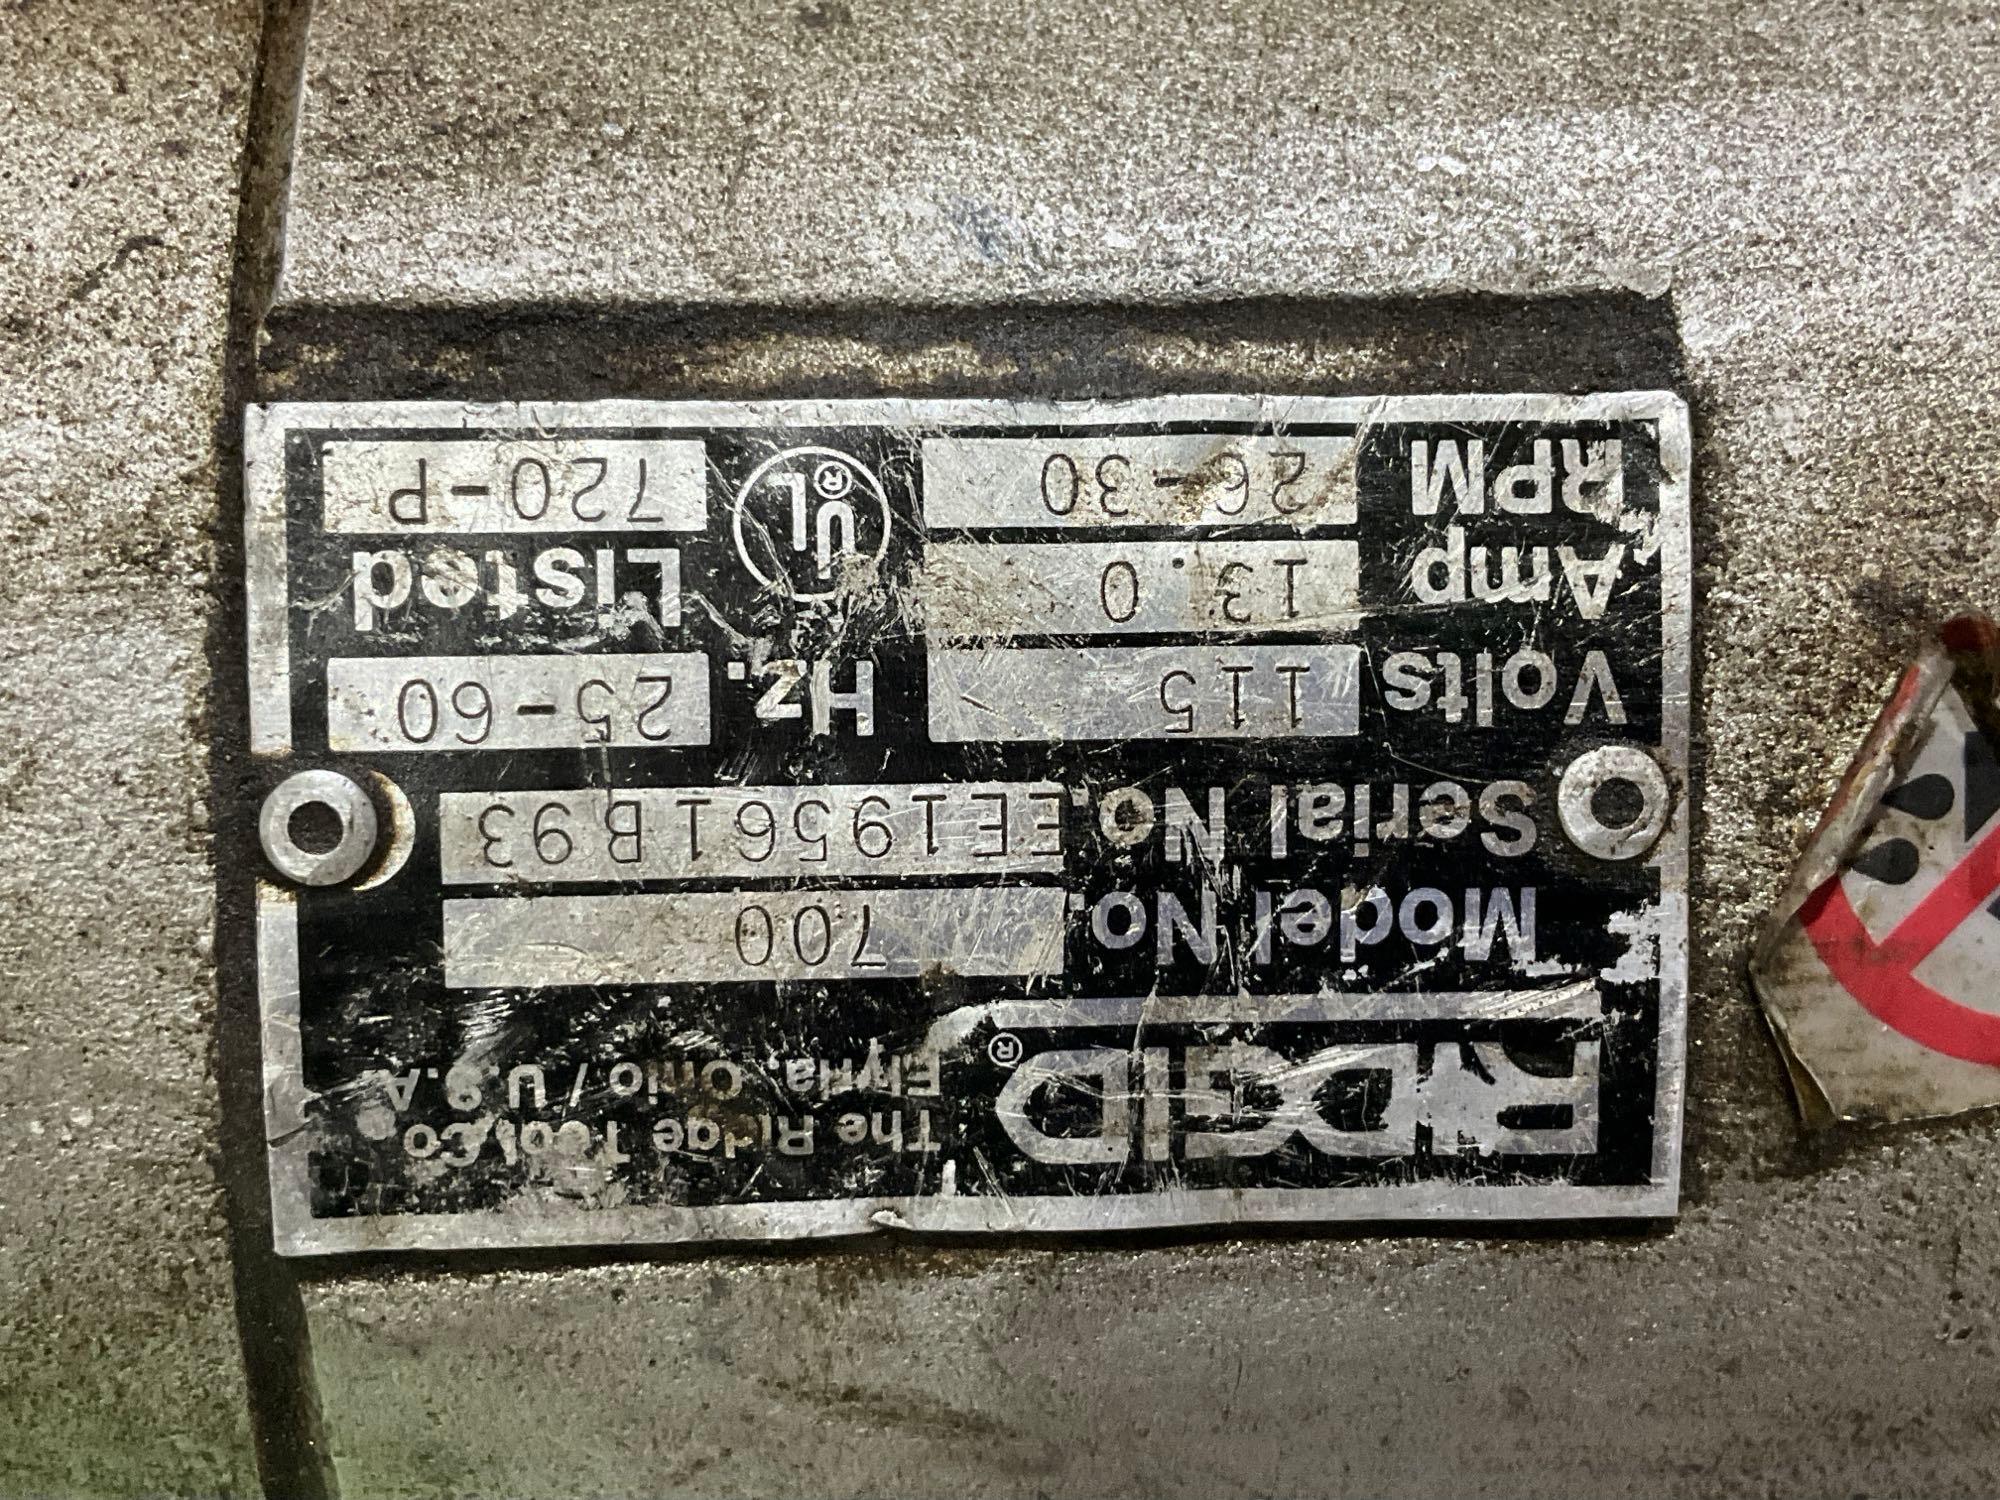 RIDGID®
The Ridge Tool Co.
Elyria, Ohio / U.S.A.
Model No. 700
Serial No. EE19561B93
Volts 115 Hz. 25-60
Amp 13.0 UL® Listed
RPM 26-30 720-P